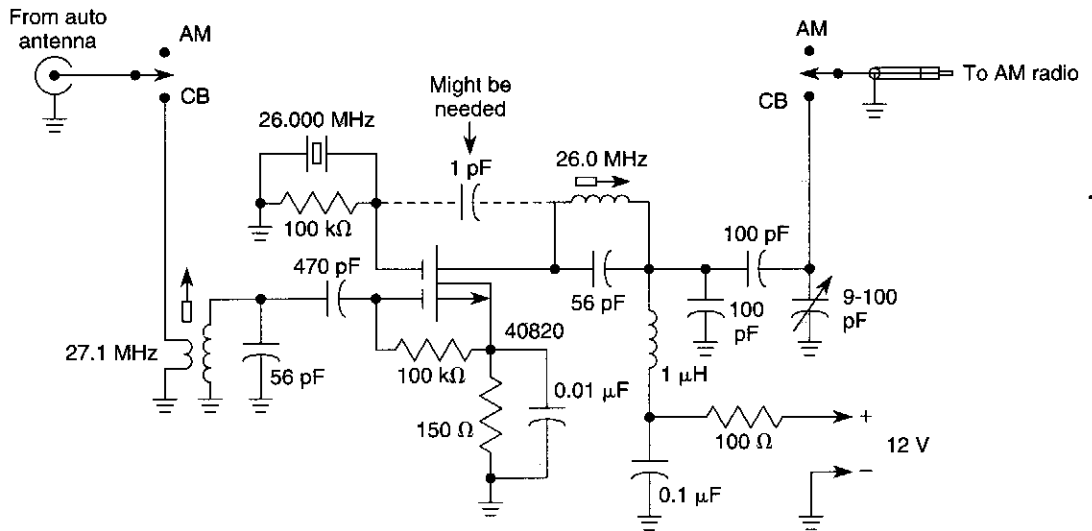 From auto
antenna
AM
CB
AM
CB
To AM radio
Might be
needed
26.000 MHz
1 pF
26.0 MHz
100 kΩ
470 pF
100 pF
56 pF
100
pF
9-100
pF
27.1 MHz
56 pF
100 kΩ
40820
0.01 μF
1 μH
150 Ω
100 Ω
+
12 V
−
0.1 μF